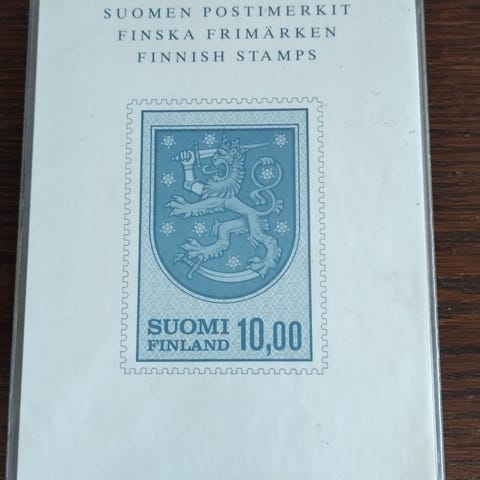 SUOMEN POSTIMERKIT
FINSKA FRIMÄRKEN
FINNISH STAMPS
SUOMI
FINLAND 10,00